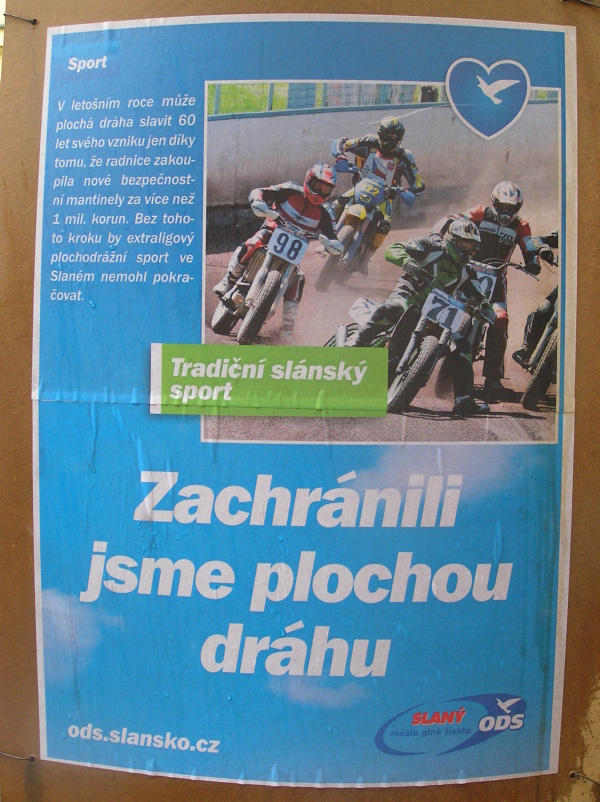 Sport
V letošním roce může
plochá dráha slavit 60
let svého vzniku jen díky
tomu, že radnice zakou-
pila nové bezpečnost-
ní mantinely za více než
1 mil. korun. Bez toho-
to kroku by extraligový
plochodrážní sport ve
Slaném nemohl pokra-
čovat.
98
71
Tradiční slánský
sport
Zachránili
jsme plochou
dráhu
ods.slansko.cz
SLANÝ
město plné života
ODS